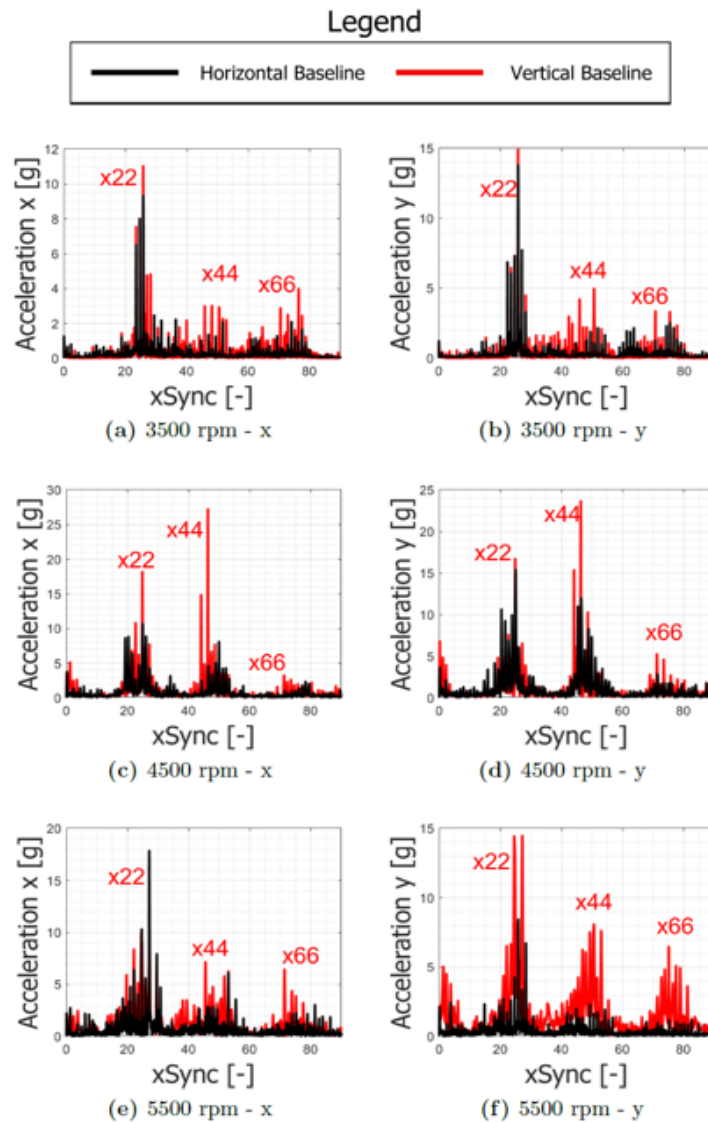 Legend
Horizontal Baseline Vertical Baseline
Acceleration x [g]
12
10
8
6
4
2
0
x22
x44
x66
0 20 40 60 80
xSync [-]
(a) 3500 rpm - x
Acceleration y [g]
15
10
5
0
x22
x44
x66
0 20 40 60 80
xSync [-]
(b) 3500 rpm - y
Acceleration x [g]
30
25
20
15
10
5
0
x22
x44
x66
0 20 40 60 80
xSync [-]
(c) 4500 rpm - x
Acceleration y [g]
25
20
15
10
5
0
x22
x44
x66
0 20 40 60 80
xSync [-]
(d) 4500 rpm - y
Acceleration x [g]
20
15
10
5
0
x22
x44
x66
0 20 40 60 80
xSync [-]
(e) 5500 rpm - x
Acceleration y [g]
15
10
5
0
x22
x44
x66
0 20 40 60 80
xSync [-]
(f) 5500 rpm - y